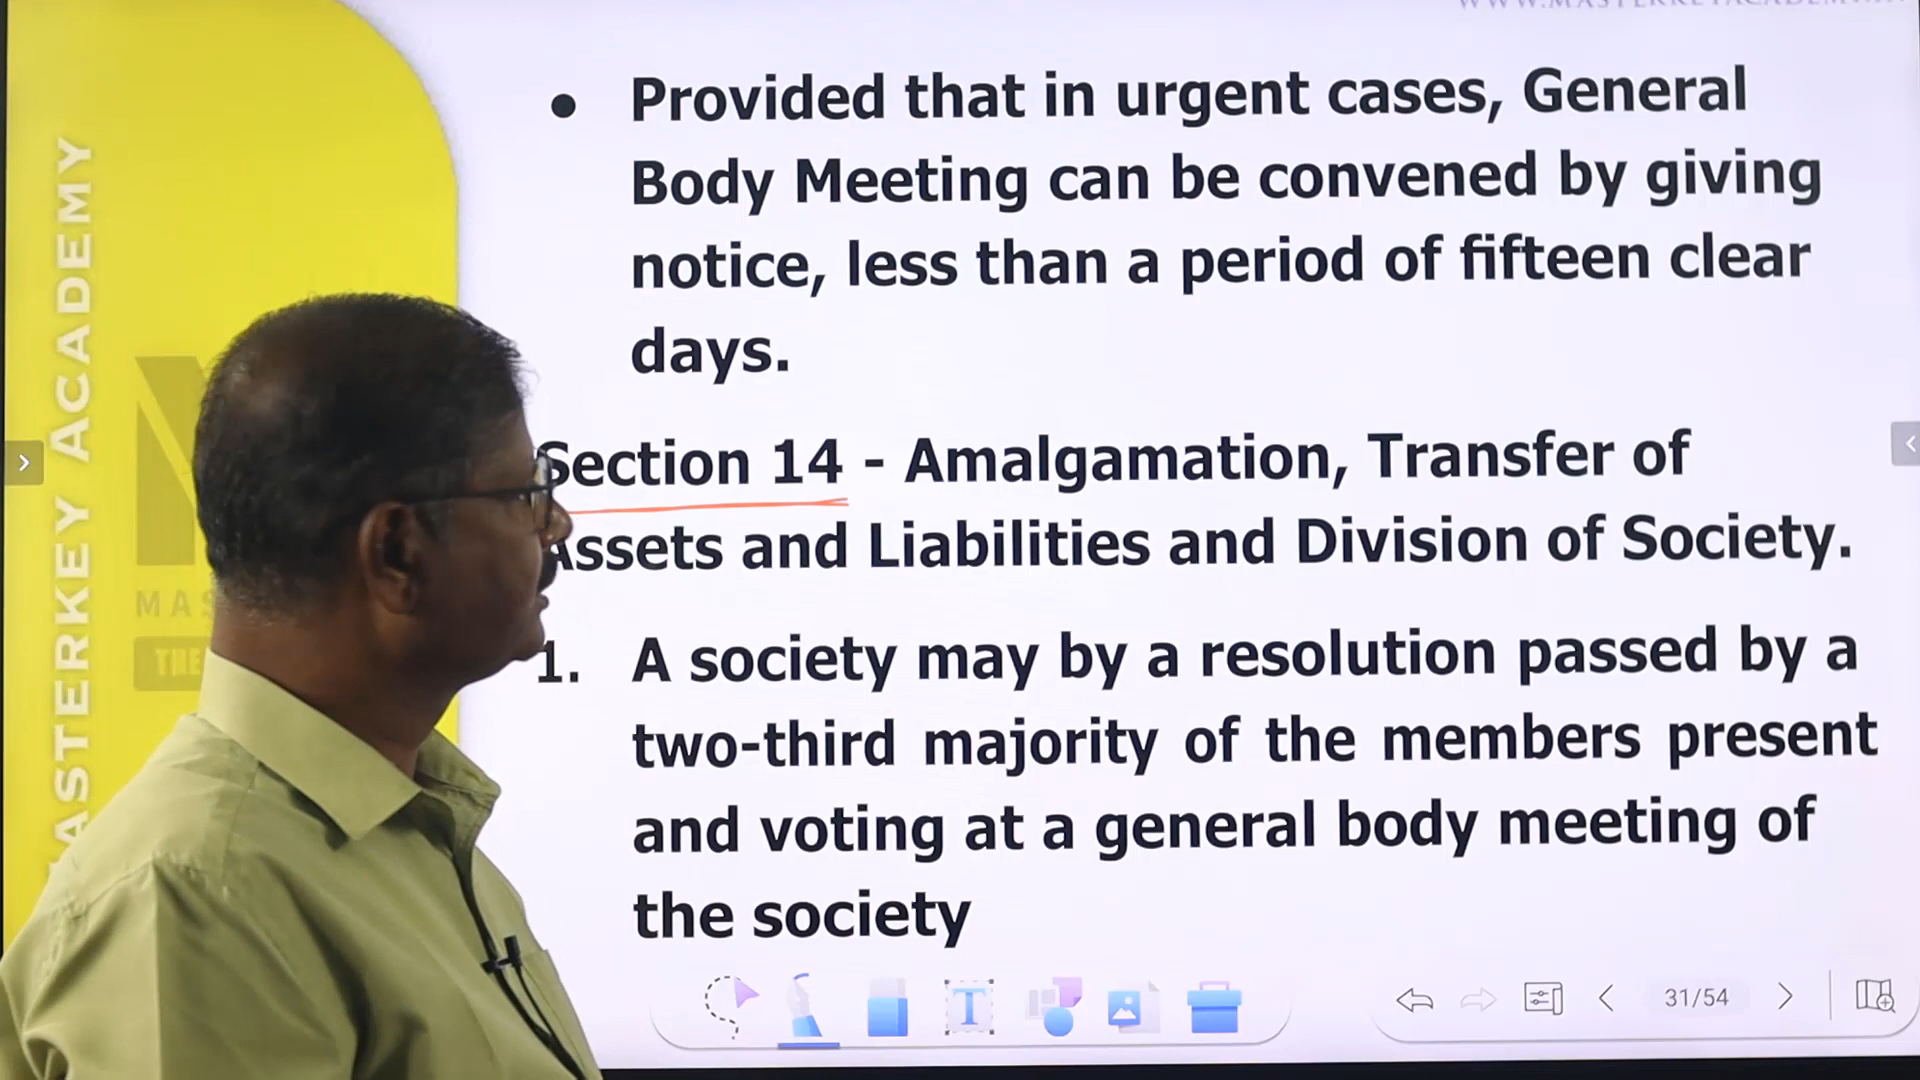 Provided that in urgent cases, General
Body Meeting can be convened by giving
notice, less than a period of fifteen clear
days.
Section 14 - Amalgamation, Transfer of
Assets and Liabilities and Division of Society.
1. A society may by a resolution passed by a
two-third majority of the members present
and voting at a general body meeting of
the society
31/54
MASTERKEY ACADEMY
MAS
THE